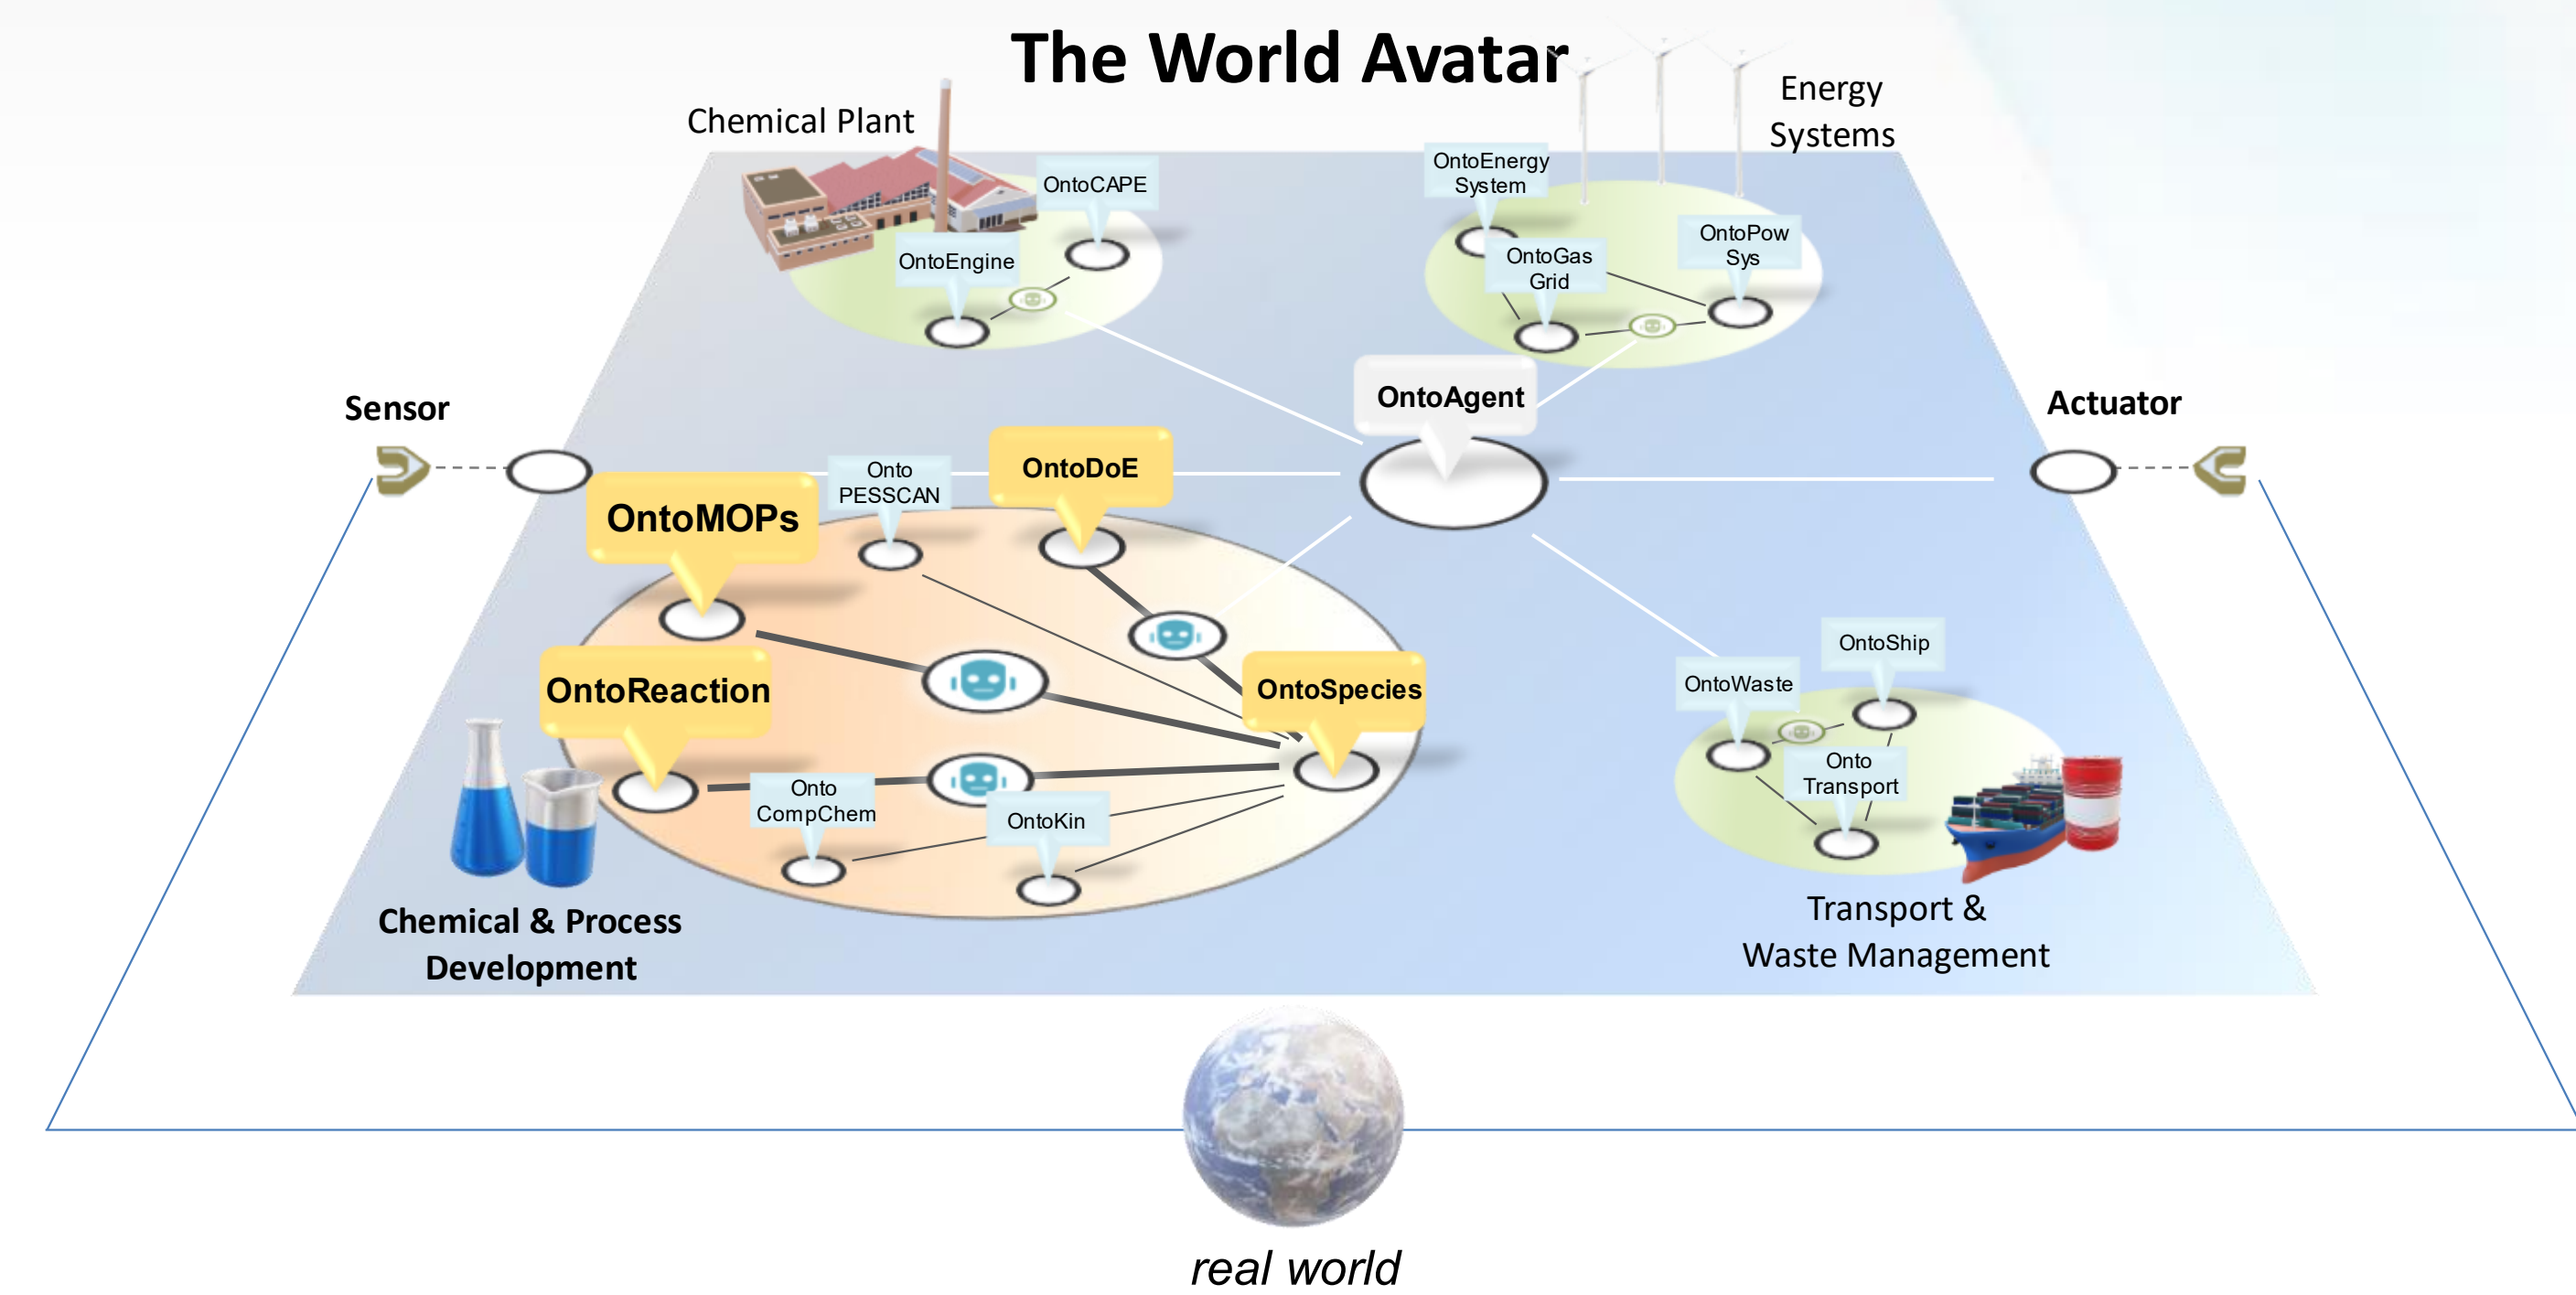 The World Avatar
Chemical Plant
Energy
Systems
OntoCAPE
OntoEngine
OntoEnergy
System
OntoGas
Grid
OntoPow
Sys
Sensor
OntoAgent
Actuator
OntoMOPs
Onto
PESSCAN
OntoDoE
OntoReaction
OntoSpecies
Onto
CompChem
OntoKin
OntoWaste
OntoShip
Onto
Transport
Chemical & Process
Development
Transport &
Waste Management
real world